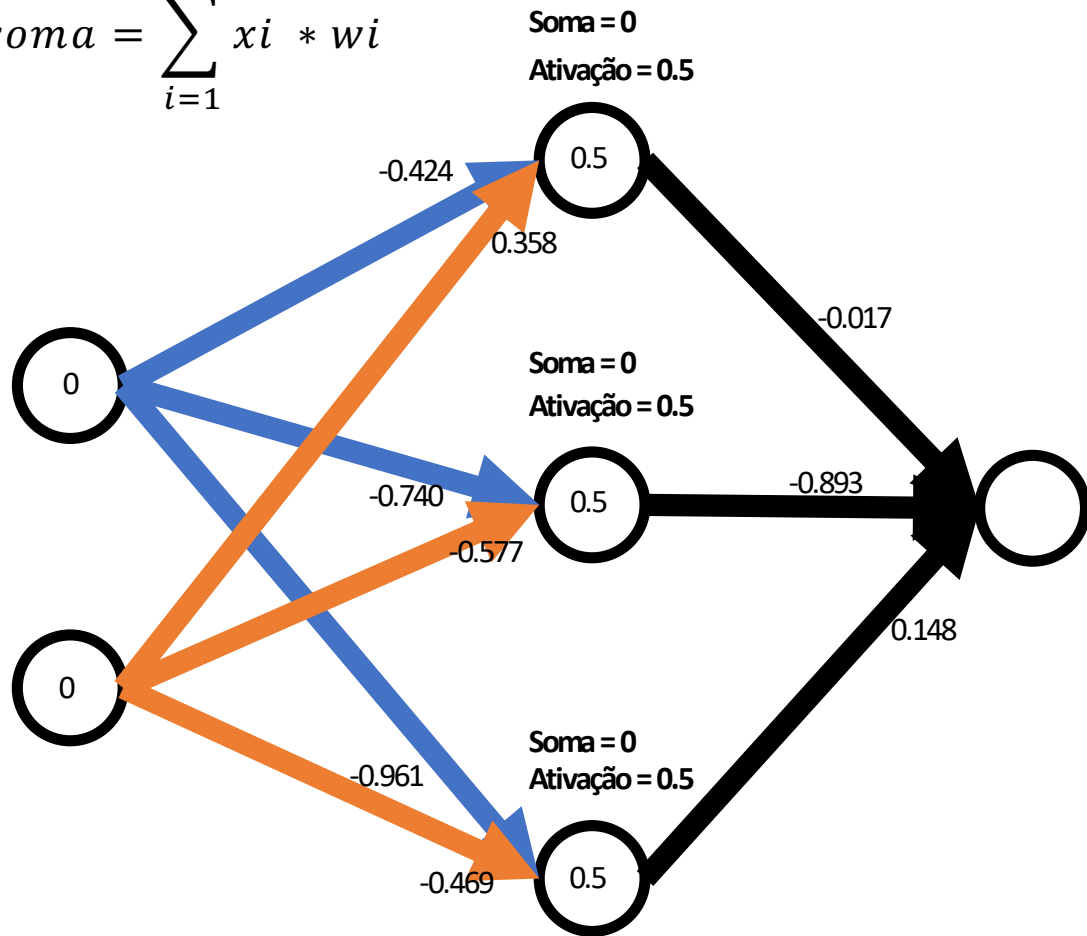 oma = ∑ xi * wi
i=1
Soma = 0
Ativação = 0.5
-0.424
0.5
0.358
-0.017
Soma = 0
Ativação = 0.5
0
-0.740
0.5
-0.893
-0.577
0.148
0
Soma = 0
Ativação = 0.5
-0.961
-0.469
0.5